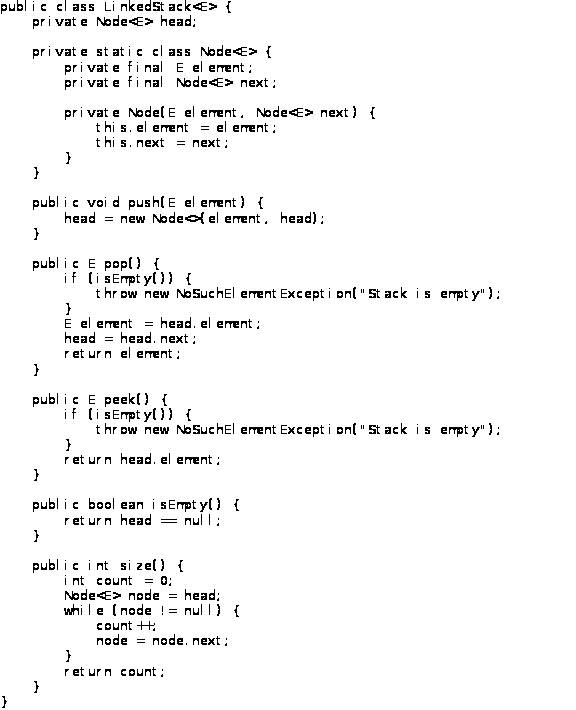 public class LinkedStack<E> {
    private Node<E> head;

    private static class Node<E> {
        private final E element;
        private final Node<E> next;

        private Node(E element, Node<E> next) {
            this.element = element;
            this.next = next;
        }
    }

    public void push(E element) {
        head = new Node<>(element, head);
    }

    public E pop() {
        if (isEmpty()) {
            throw new NoSuchElementException("Stack is empty");
        }
        E element = head.element;
        head = head.next;
        return element;
    }

    public E peek() {
        if (isEmpty()) {
            throw new NoSuchElementException("Stack is empty");
        }
        return head.element;
    }

    public boolean isEmpty() {
        return head == null;
    }

    public int size() {
        int count = 0;
        Node<E> node = head;
        while (node != null) {
            count++;
            node = node.next;
        }
        return count;
    }
}